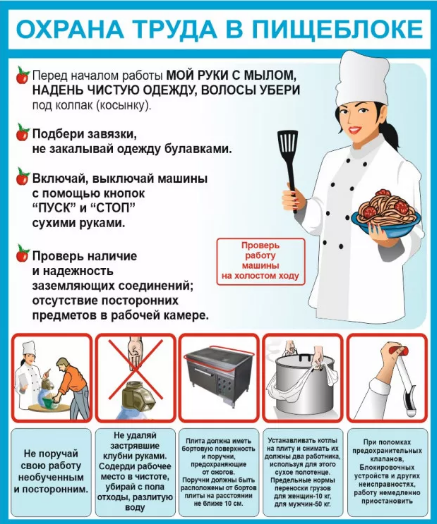 ОХРАНА ТРУДА В ПИЩЕБЛОКЕ
Перед началом работы МОЙ РУКИ С МЫЛОМ,
НАДЕНЬ ЧИСТУЮ ОДЕЖДУ, ВОЛОСЫ УБЕРИ
под колпак (косынку).
Подбери завязки,
не закалывай одежду булавками.
Включай, выключай машины
с помощью кнопок
“ПУСК” и “СТОП”
сухими руками.
Проверь наличие
и надежность
заземляющих соединений;
отсутствие посторонних
предметов в рабочей камере.
Проверь
работу
машины
на холостом ходу
Не поручай
свою работу
необученным
и посторонним.
Не удаляй
застрявшие
клубни руками.
Содерди рабочее
место в чистоте,
убирай с пола
отходы, разлитую
воду
Плита должна иметь
бортовую поверхность
и поручни,
предохраняющие
от ожогов.
Поручни должны быть
расположены от бортов
плиты на расстоянии
не ближе 10 см.
Устанавливать котлы
на плиту и снимать их
должны два работника,
используя для этого
сухое полотенце.
Предельные нормы
переноски грузов
для женщин-10 кг,
для мужчин-50 кг.
При поломках
предохранительных
клапанов,
Блокировочных
устройств и других
неисправностях,
работу немедленно
приостановить